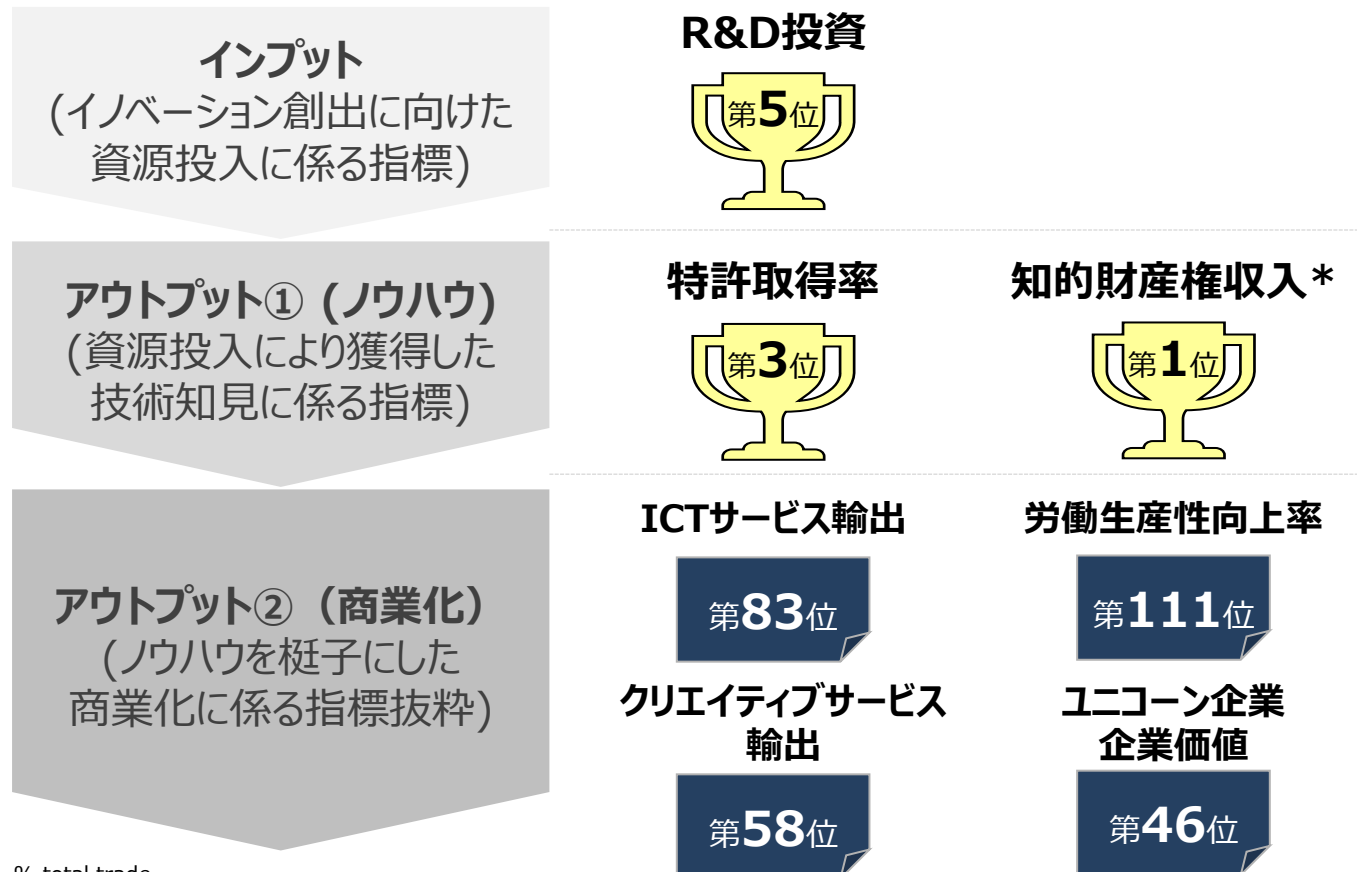 インプット
(イノベーション創出に向けた
資源投入に係る指標)
R&D投資
第5位
アウトプット① (ノウハウ)
(資源投入により獲得した
技術知見に係る指標)
特許取得率
第3位
知的財産権収入*
第1位
アウトプット②（商業化）
(ノウハウを梃子にした
商業化に係る指標抜粋)
ICTサービス輸出
第83位
労働生産性向上率
第111位
クリエイティブサービス
輸出
第58位
ユニコーン企業
企業価値
第46位
% total trade